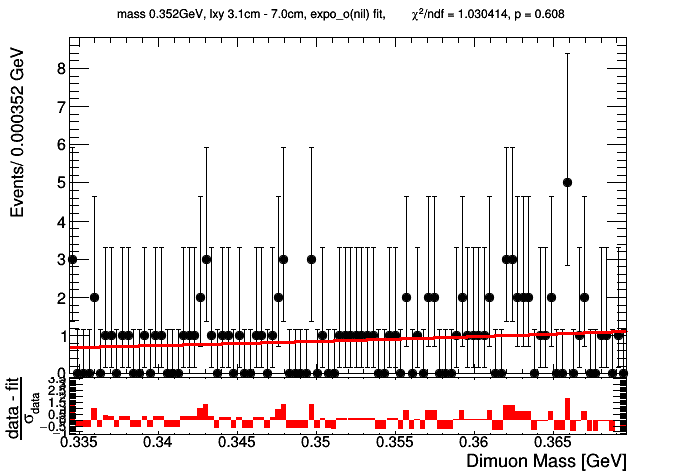 mass 0.352GeV, lxy 3.1cm - 7.0cm, expo_o(nil) fit, χ²/ndf = 1.030414, p = 0.608
Events/ 0.000352 GeV
8
7
6
5
4
3
2
1
0
data - fit
σdata
0.335 0.34 0.345 0.35 0.355 0.36 0.365
Dimuon Mass [GeV]